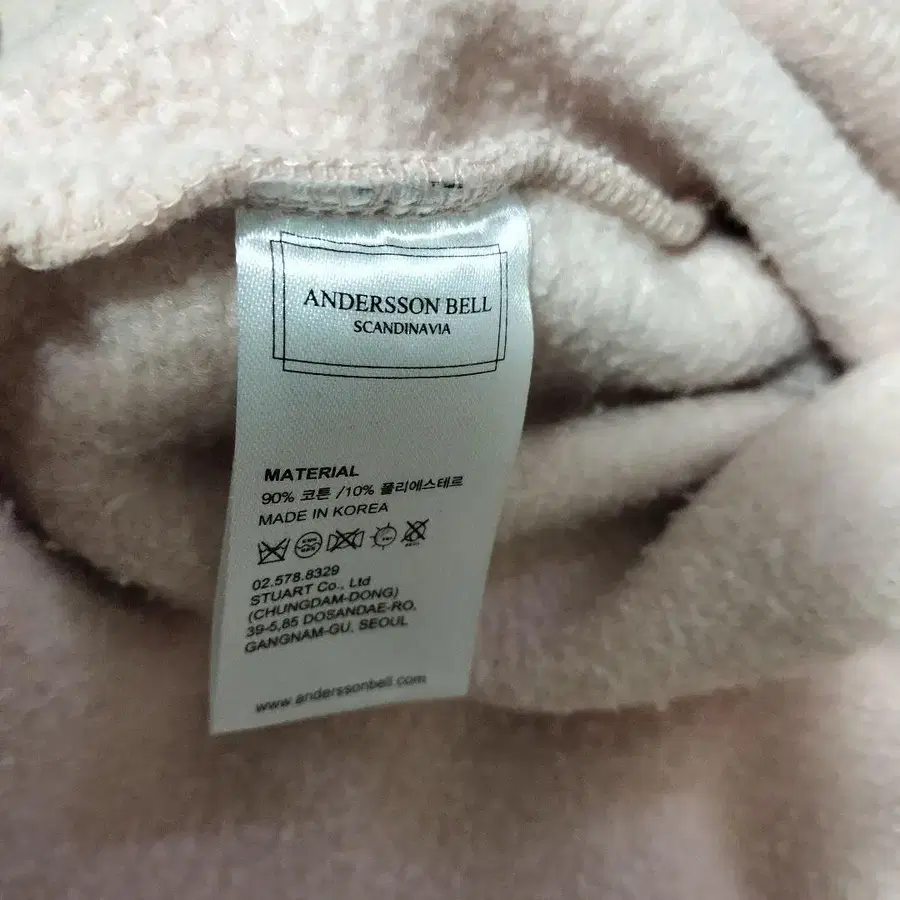 ANDERSSON BELL
SCANDINAVIA
MATERIAL
90% 코튼 /10% 폴리에스테르
MADE IN KOREA
02.578.8329
STUART Co., Ltd
(CHUNGDAM-DONG)
39-5,85 DOSANDAE-RO,
GANGNAM-GU, SEOUL
www.anderssonbell.com